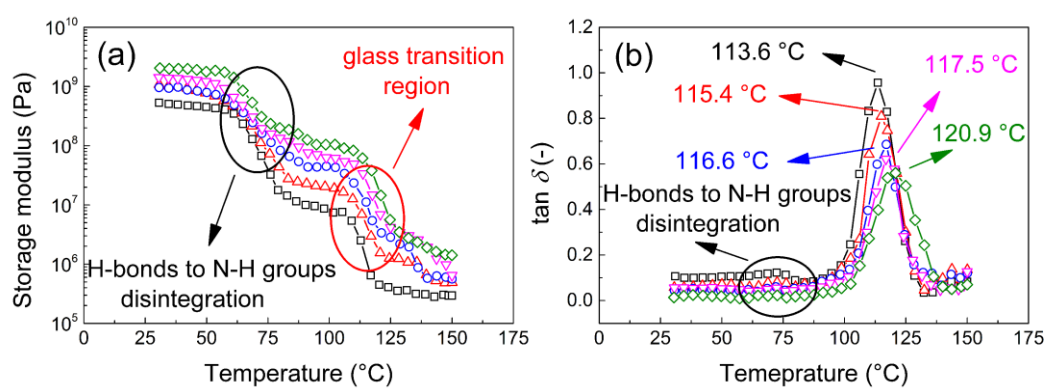 (a)
glass transition
region
H-bonds to N-H groups
disintegration
Storage modulus (Pa)
10^10
10^9
10^8
10^7
10^6
10^5
0 25 50 75 100 125 150 175
Temperature (°C)
(b)
113.6 °C
115.4 °C
116.6 °C
117.5 °C
120.9 °C
H-bonds to N-H groups
disintegration
tan δ (-)
1.2
1.0
0.8
0.6
0.4
0.2
0.0
0 25 50 75 100 125 150 175
Temeprature (°C)